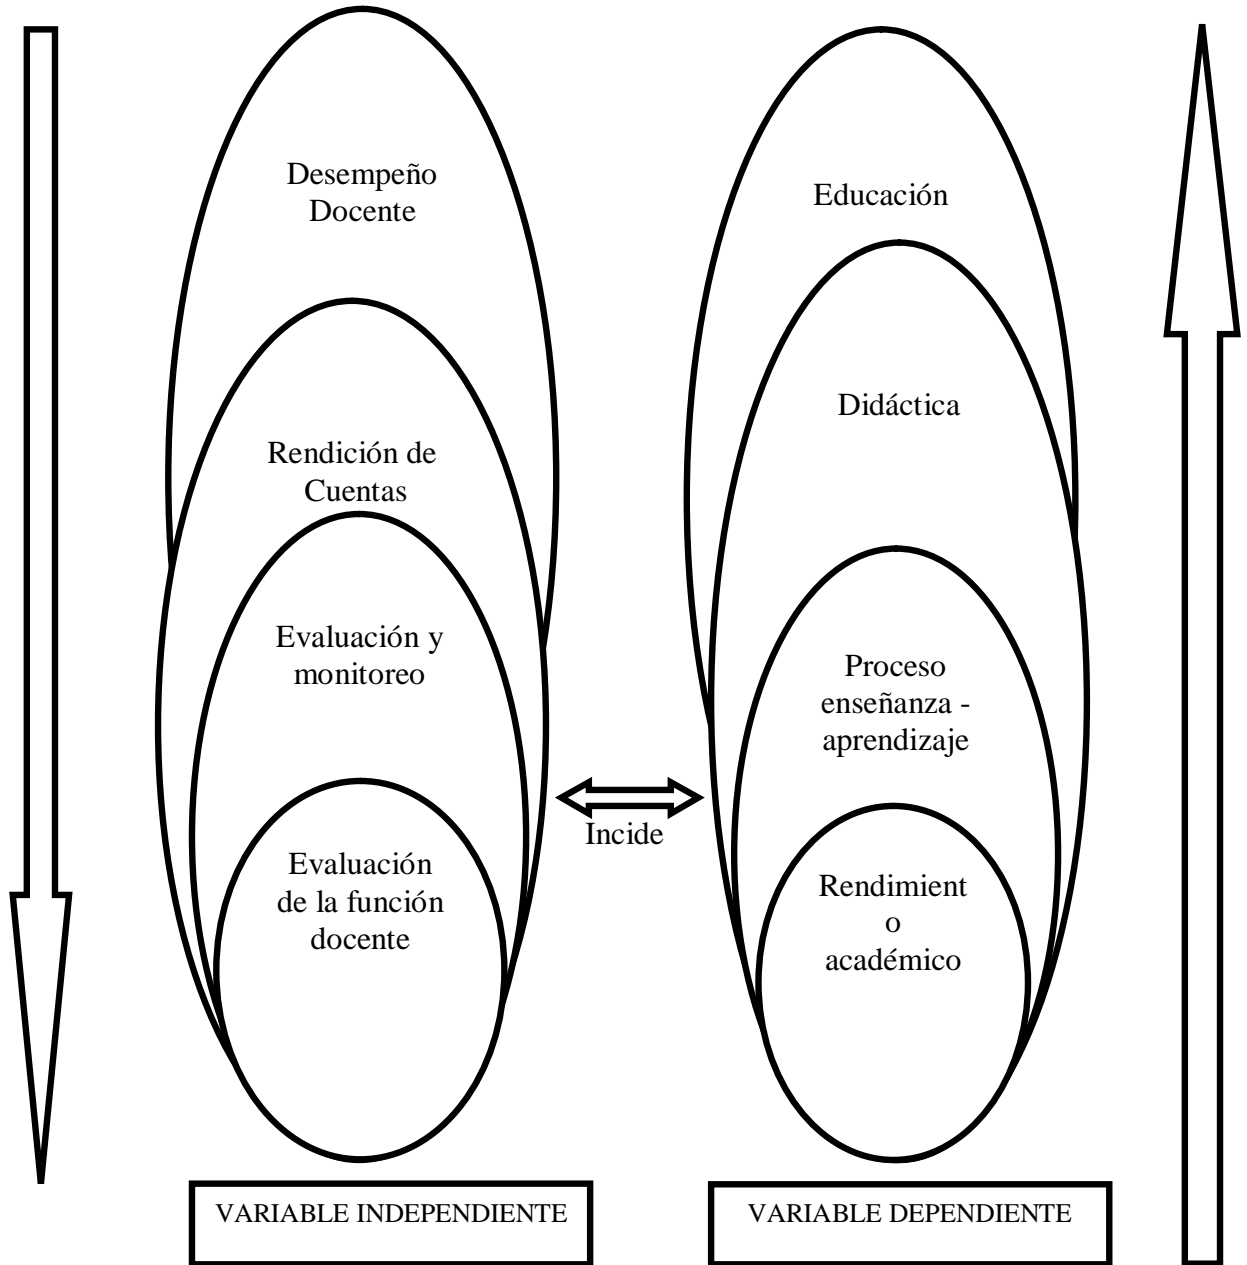 Desempeño
Docente
Rendición de
Cuentas
Evaluación y
monitoreo
Evaluación
de la función
docente
Incide
Educación
Didáctica
Proceso
enseñanza -
aprendizaje
Rendimient
o
académico
VARIABLE INDEPENDIENTE
VARIABLE DEPENDIENTE